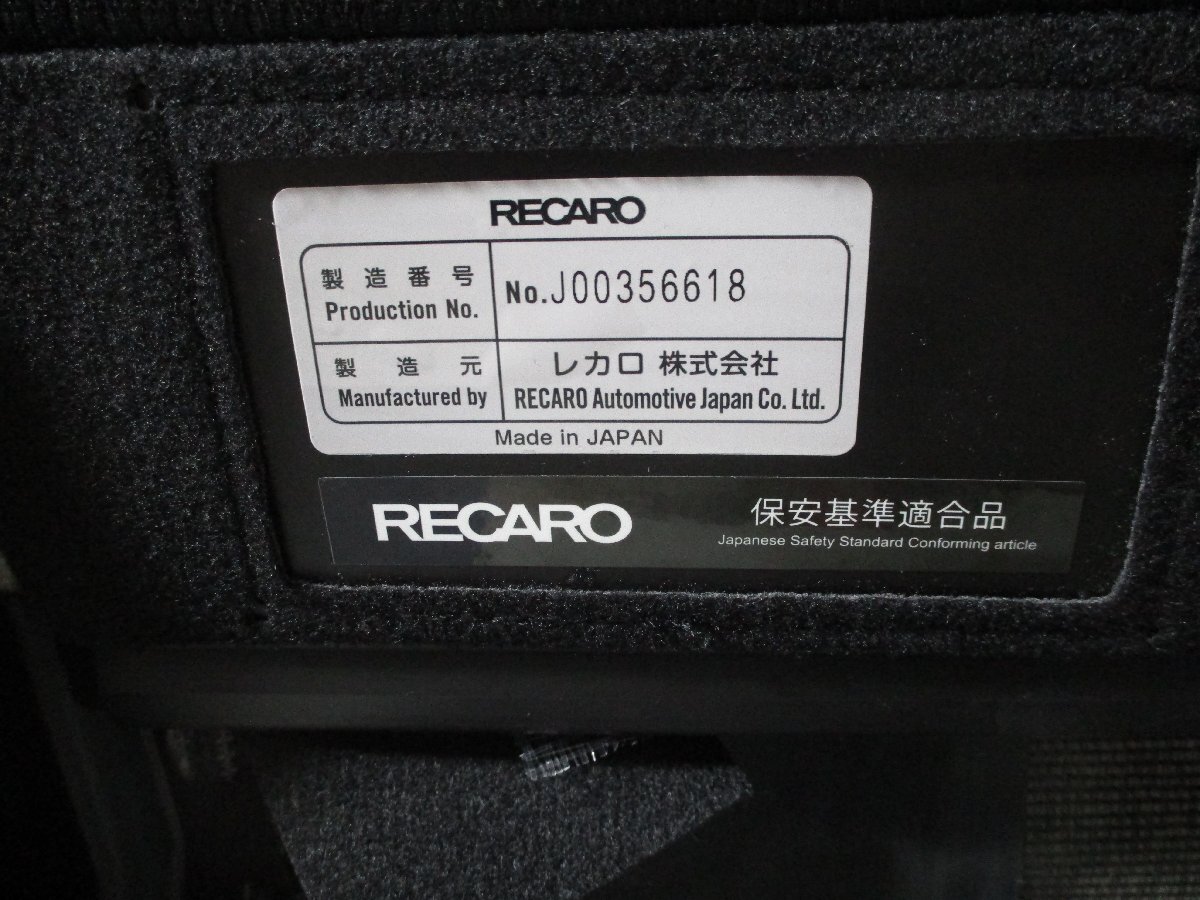 RECARO
製造番号
Production No.
No.J00356618
製造元
Manufactured by
レカロ 株式会社
RECARO Automotive Japan Co. Ltd.
Made in JAPAN
RECARO
保安基準適合品
Japanese Safety Standard Conforming article